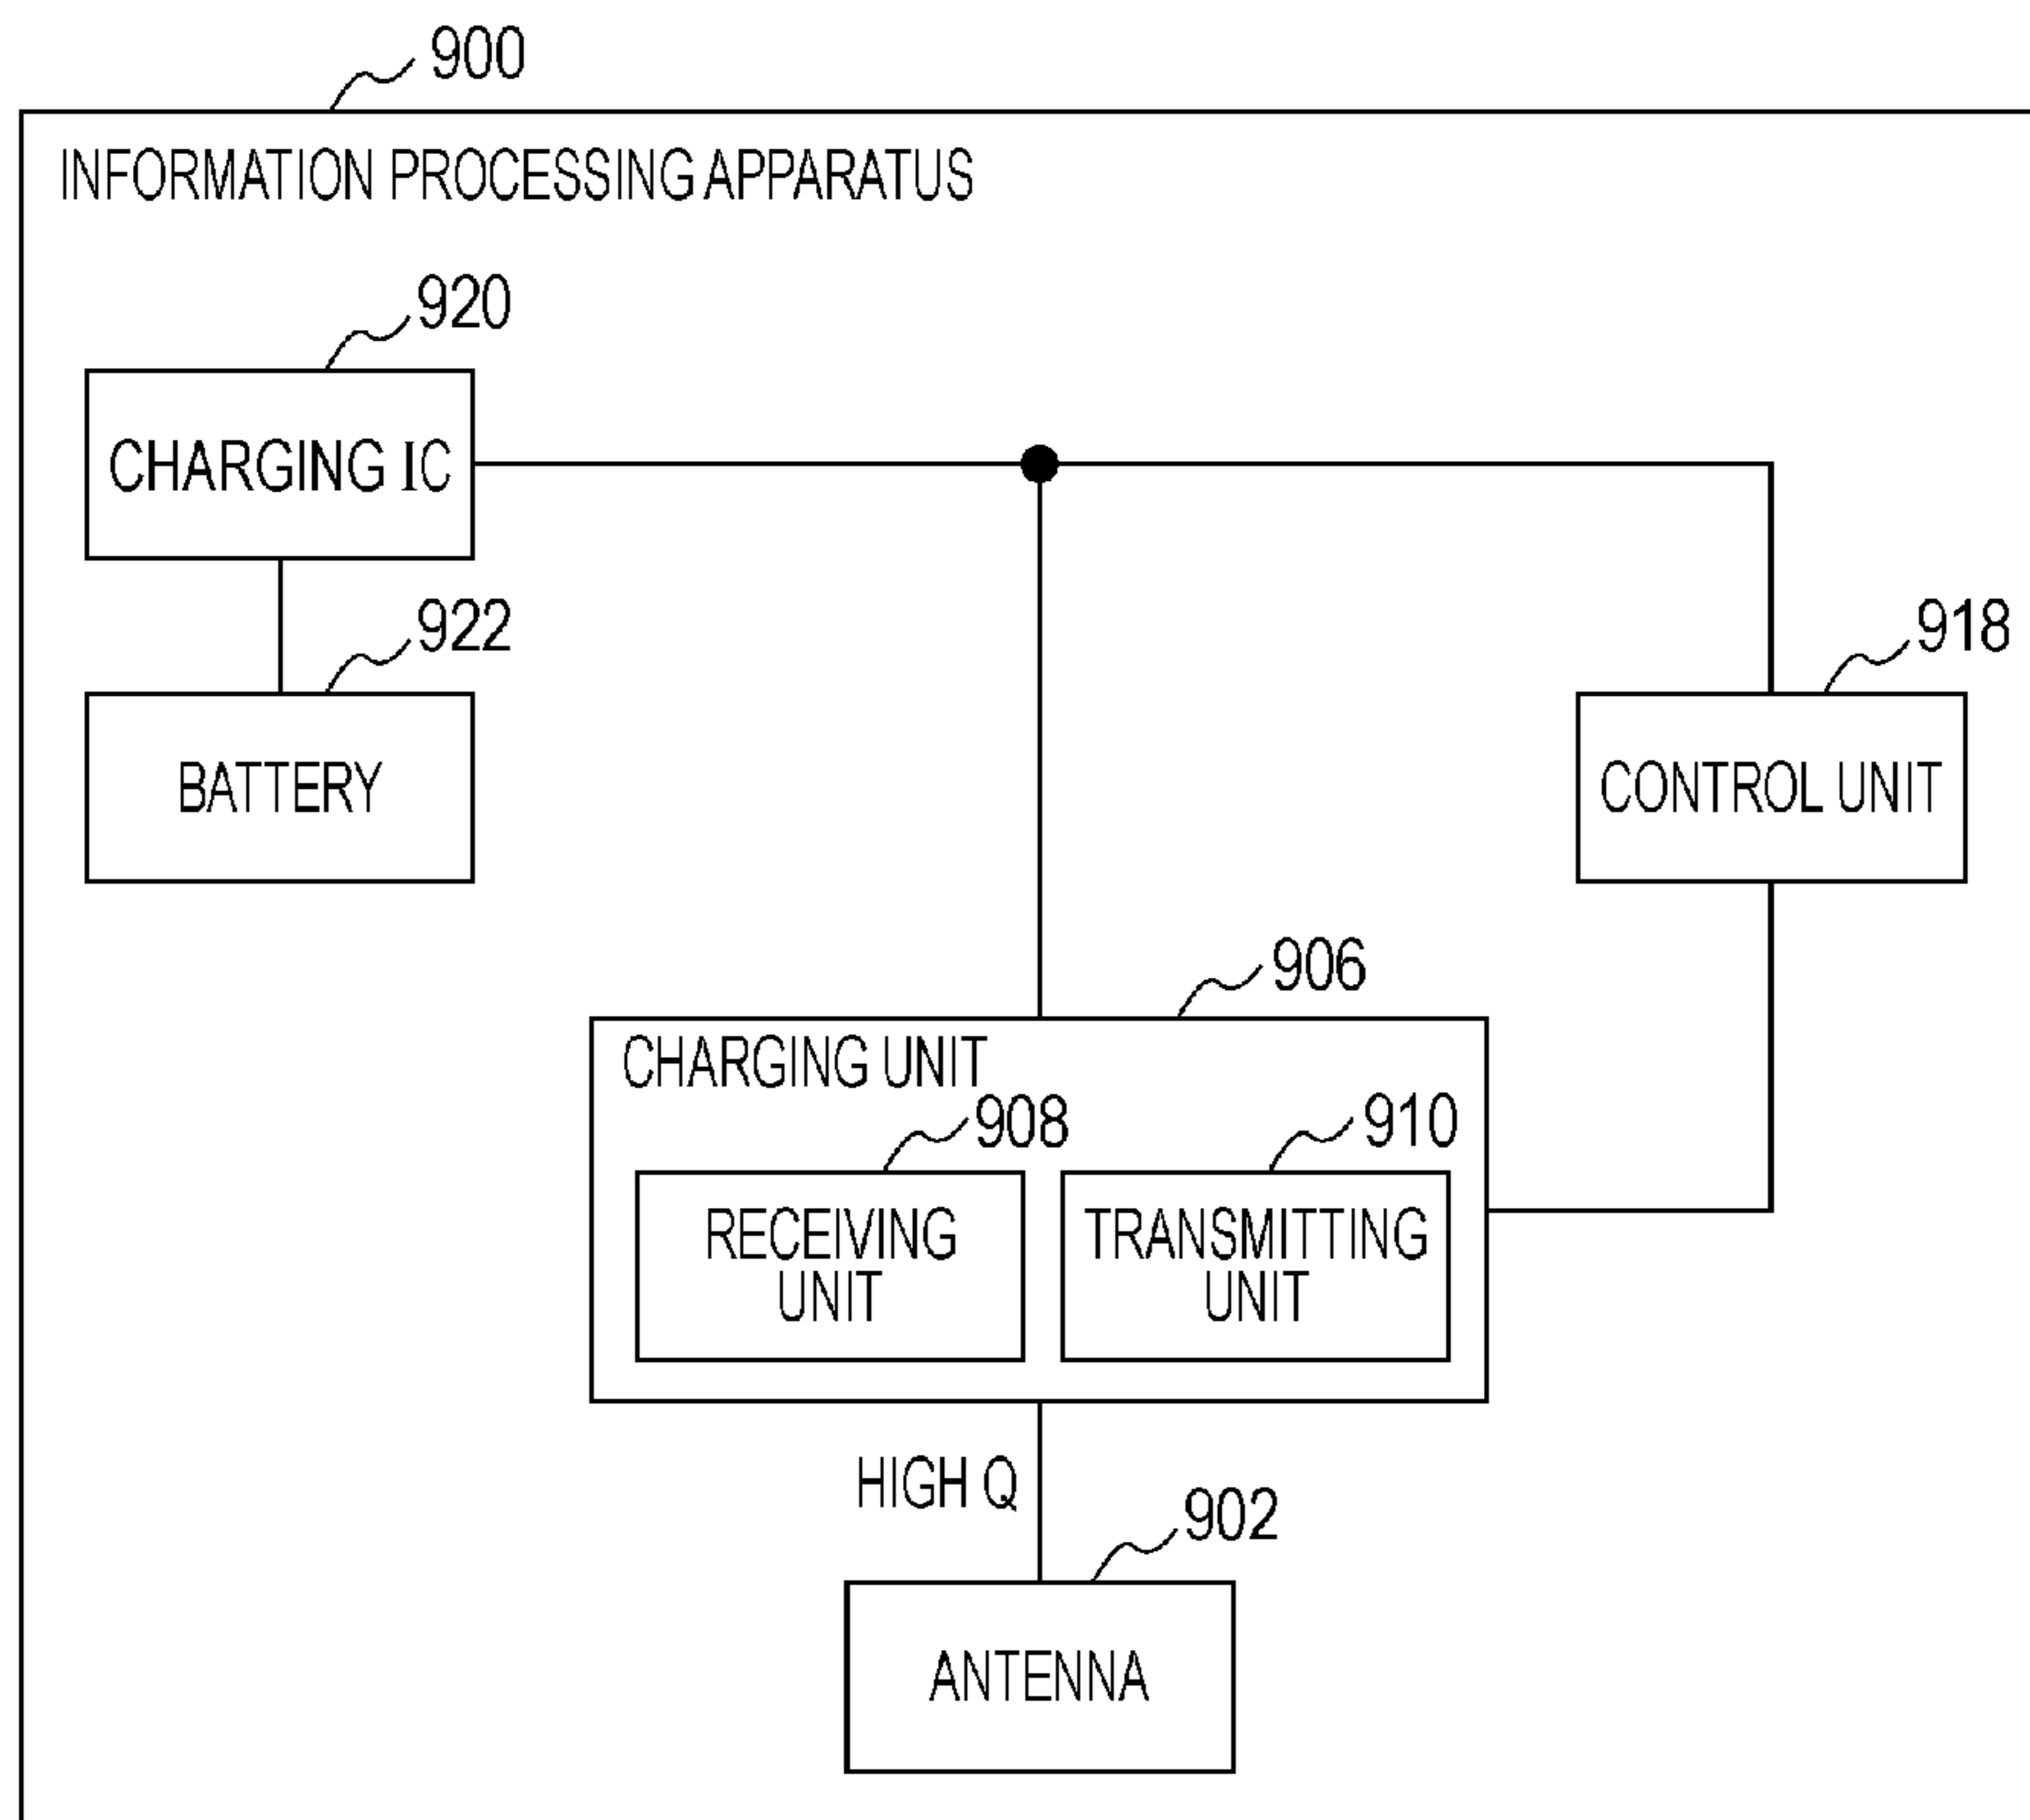 900
INFORMATION PROCESSING APPARATUS
920
CHARGING IC
922
BATTERY
918
CONTROL UNIT
906
CHARGING UNIT
908
RECEIVING
UNIT
910
TRANSMITTING
UNIT
HIGH Q
902
ANTENNA